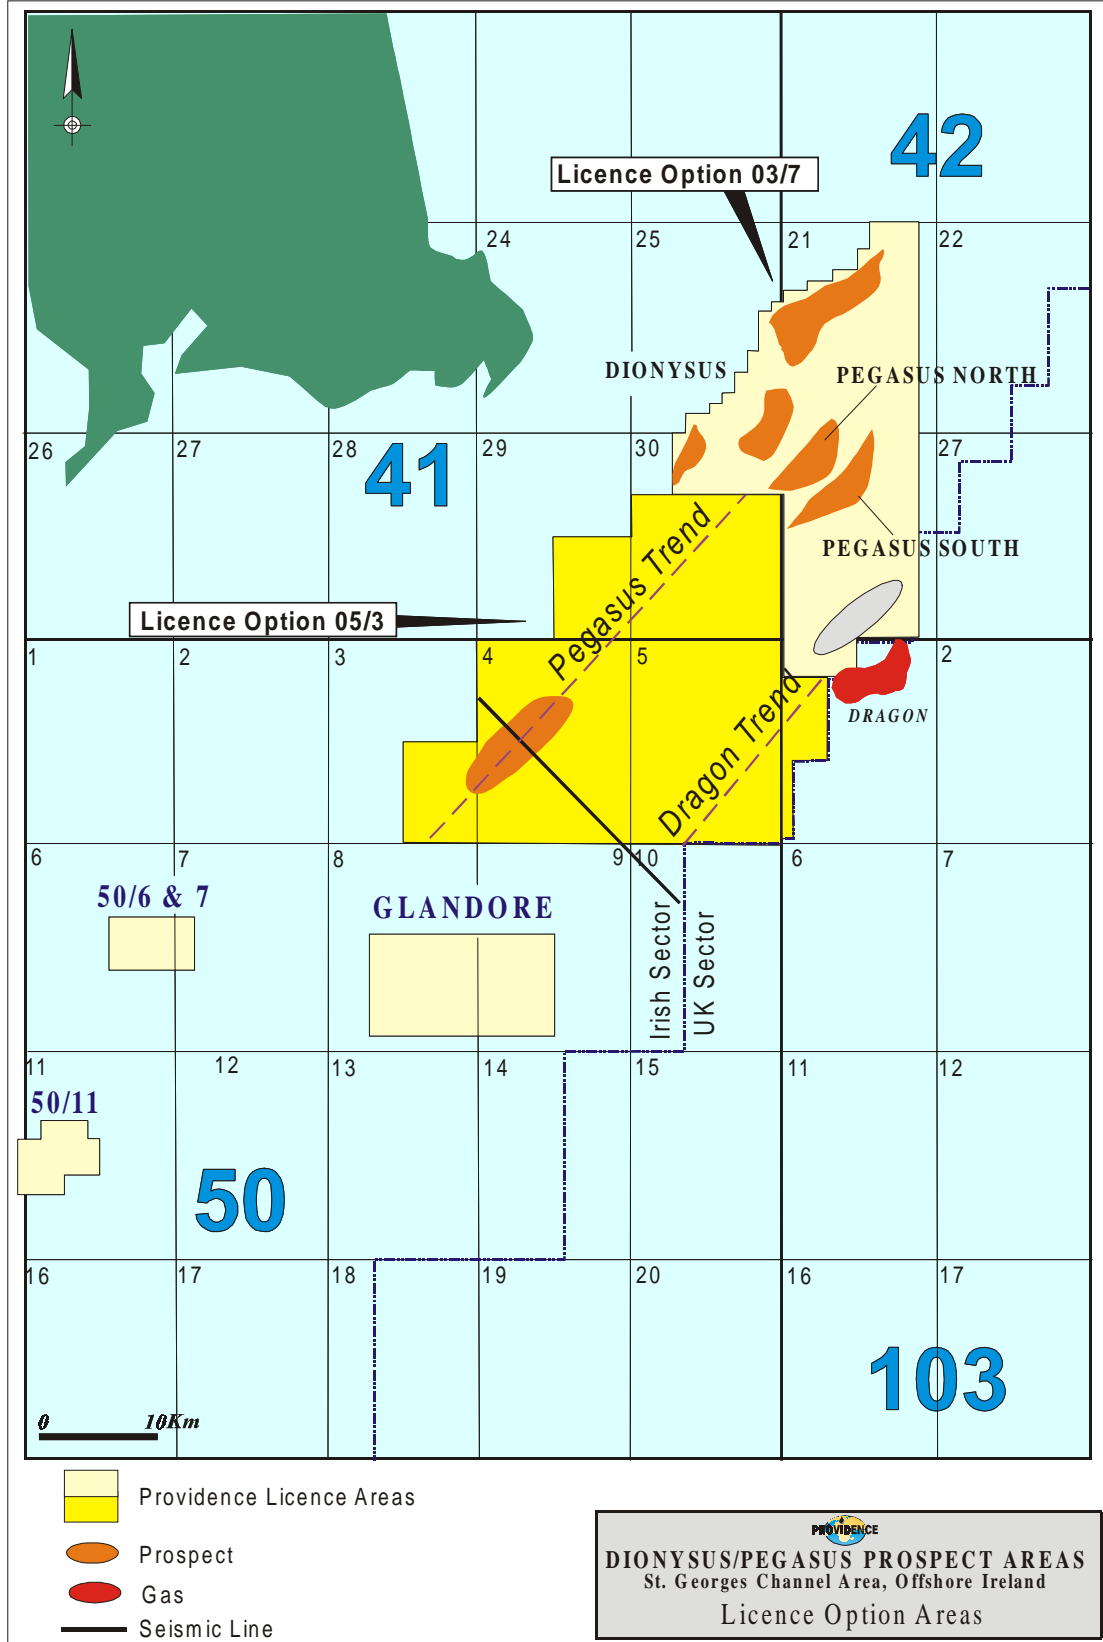 42
Licence Option 03/7
24
25
21
22
DIONYSUS
PEGASUS NORTH
26
27
28
41
29
30
27
Pegasus Trend
PEGASUS SOUTH
Licence Option 05/3
1
2
3
4
5
2
Dragon Trend
DRAGON
6
7
8
9
10
6
7
50/6 & 7
GLANDORE
Irish Sector
UK Sector
11
12
13
14
15
11
12
50/11
50
16
17
18
19
20
16
17
103
0
10Km
Providence Licence Areas
Prospect
Gas
Seismic Line
PROVIDENCE
DIONYSUS/PEGASUS PROSPECT AREAS
St. Georges Channel Area, Offshore Ireland
Licence Option Areas